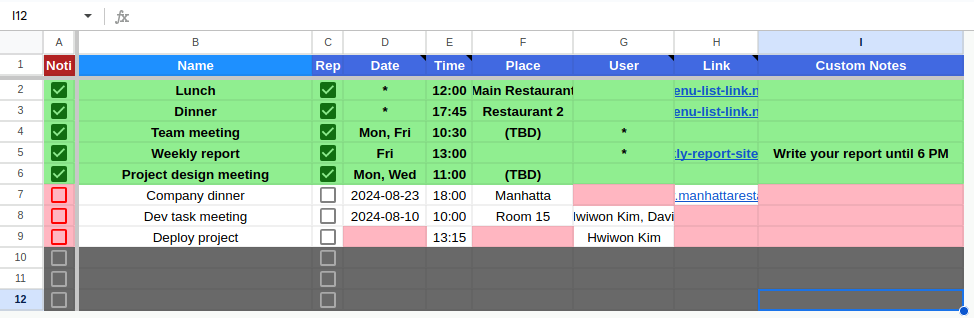 I12
fx
A B C D E F G H I
1 Noti Name Rep Date Time Place User Link Custom Notes
2 Lunch * 12:00 Main Restaurant enu-list-link.n
3 Dinner * 17:45 Restaurant 2 enu-list-link.n
4 Team meeting Mon, Fri 10:30 (TBD) *
5 Weekly report Fri 13:00 * ly-report-site Write your report until 6 PM
6 Project design meeting Mon, Wed 11:00 (TBD)
7 Company dinner 2024-08-23 18:00 Manhatta .manhattarest
8 Dev task meeting 2024-08-10 10:00 Room 15 lwiwon Kim, Davi
9 Deploy project 13:15 Hwiwon Kim
10
11
12